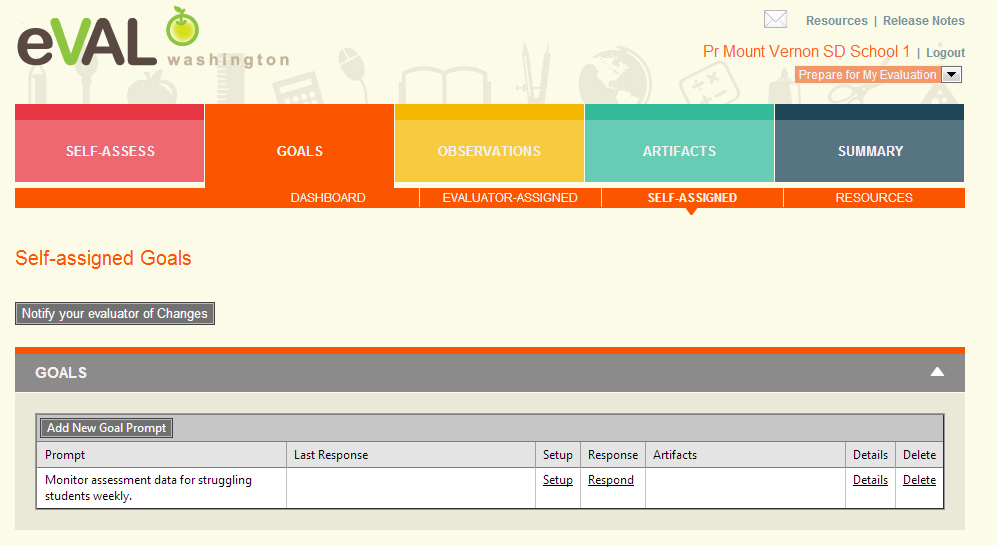 eVAL
washington
Resources | Release Notes
Pr Mount Vernon SD School 1 | Logout
Prepare for My Evaluation
SELF-ASSESS GOALS OBSERVATIONS ARTIFACTS SUMMARY
DASHBOARD EVALUATOR-ASSIGNED SELF-ASSIGNED RESOURCES
Self-assigned Goals
Notify your evaluator of Changes
GOALS
Add New Goal Prompt
Prompt Last Response Setup Response Artifacts Details Delete
Monitor assessment data for struggling Setup Respond Details Delete
students weekly.